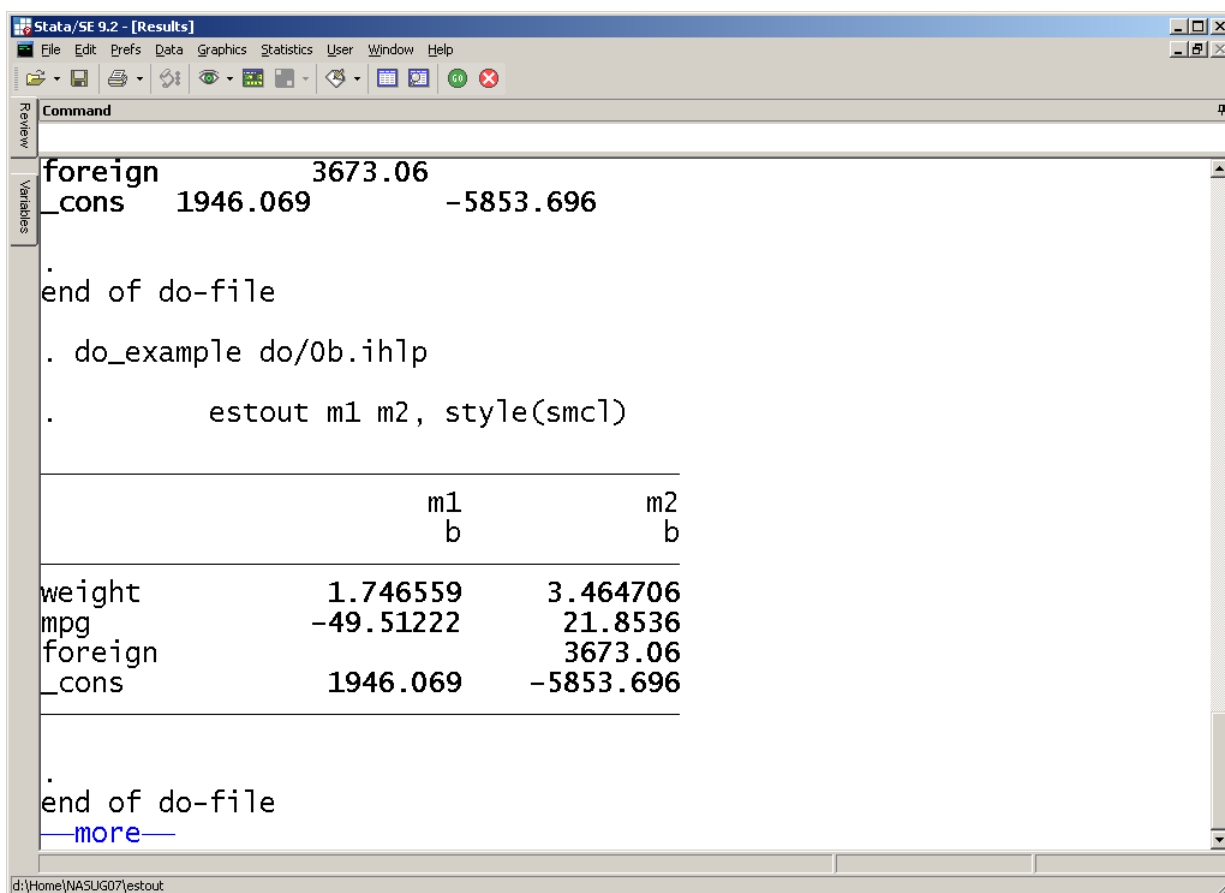 Stata/SE 9.2 - [Results]
File Edit Prefs Data Graphics Statistics User Window Help
Command
Review
Variables
foreign 3673.06
_cons 1946.069 -5853.696
.
end of do-file
. do_example do/0b.ihlp
. estout m1 m2, style(smcl)
m1 m2
b b
weight 1.746559 3.464706
mpg -49.51222 21.8536
foreign 3673.06
_cons 1946.069 -5853.696
.
end of do-file
—more—
d:\Home\NASUG07\estout